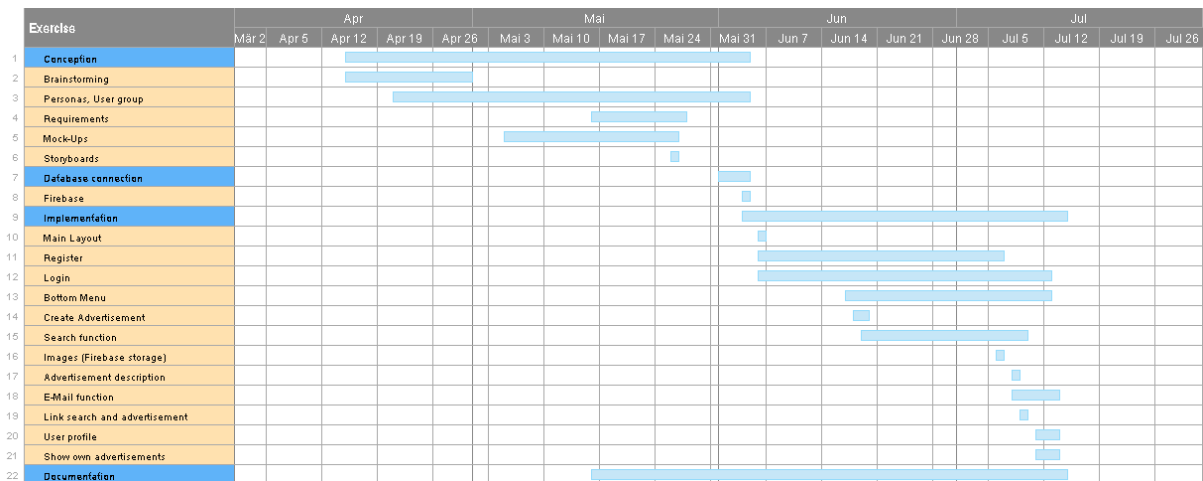 Exercise
Apr Mai Jun Jul
Mär 2 Apr 5 Apr 12 Apr 19 Apr 26 Mai 3 Mai 10 Mai 17 Mai 24 Mai 31 Jun 7 Jun 14 Jun 21 Jun 28 Jul 5 Jul 12 Jul 19 Jul 26
1 Conception
2 Brainstorming
3 Personas, User group
4 Requirements
5 Mock-Ups
6 Storyboards
7 Database connection
8 Firebase
9 Implementation
10 Main Layout
11 Register
12 Login
13 Bottom Menu
14 Create Advertisement
15 Search function
16 Images (Firebase storage)
17 Advertisement description
18 E-Mail function
19 Link search and advertisement
20 User profile
21 Show own advertisements
22 Documentation